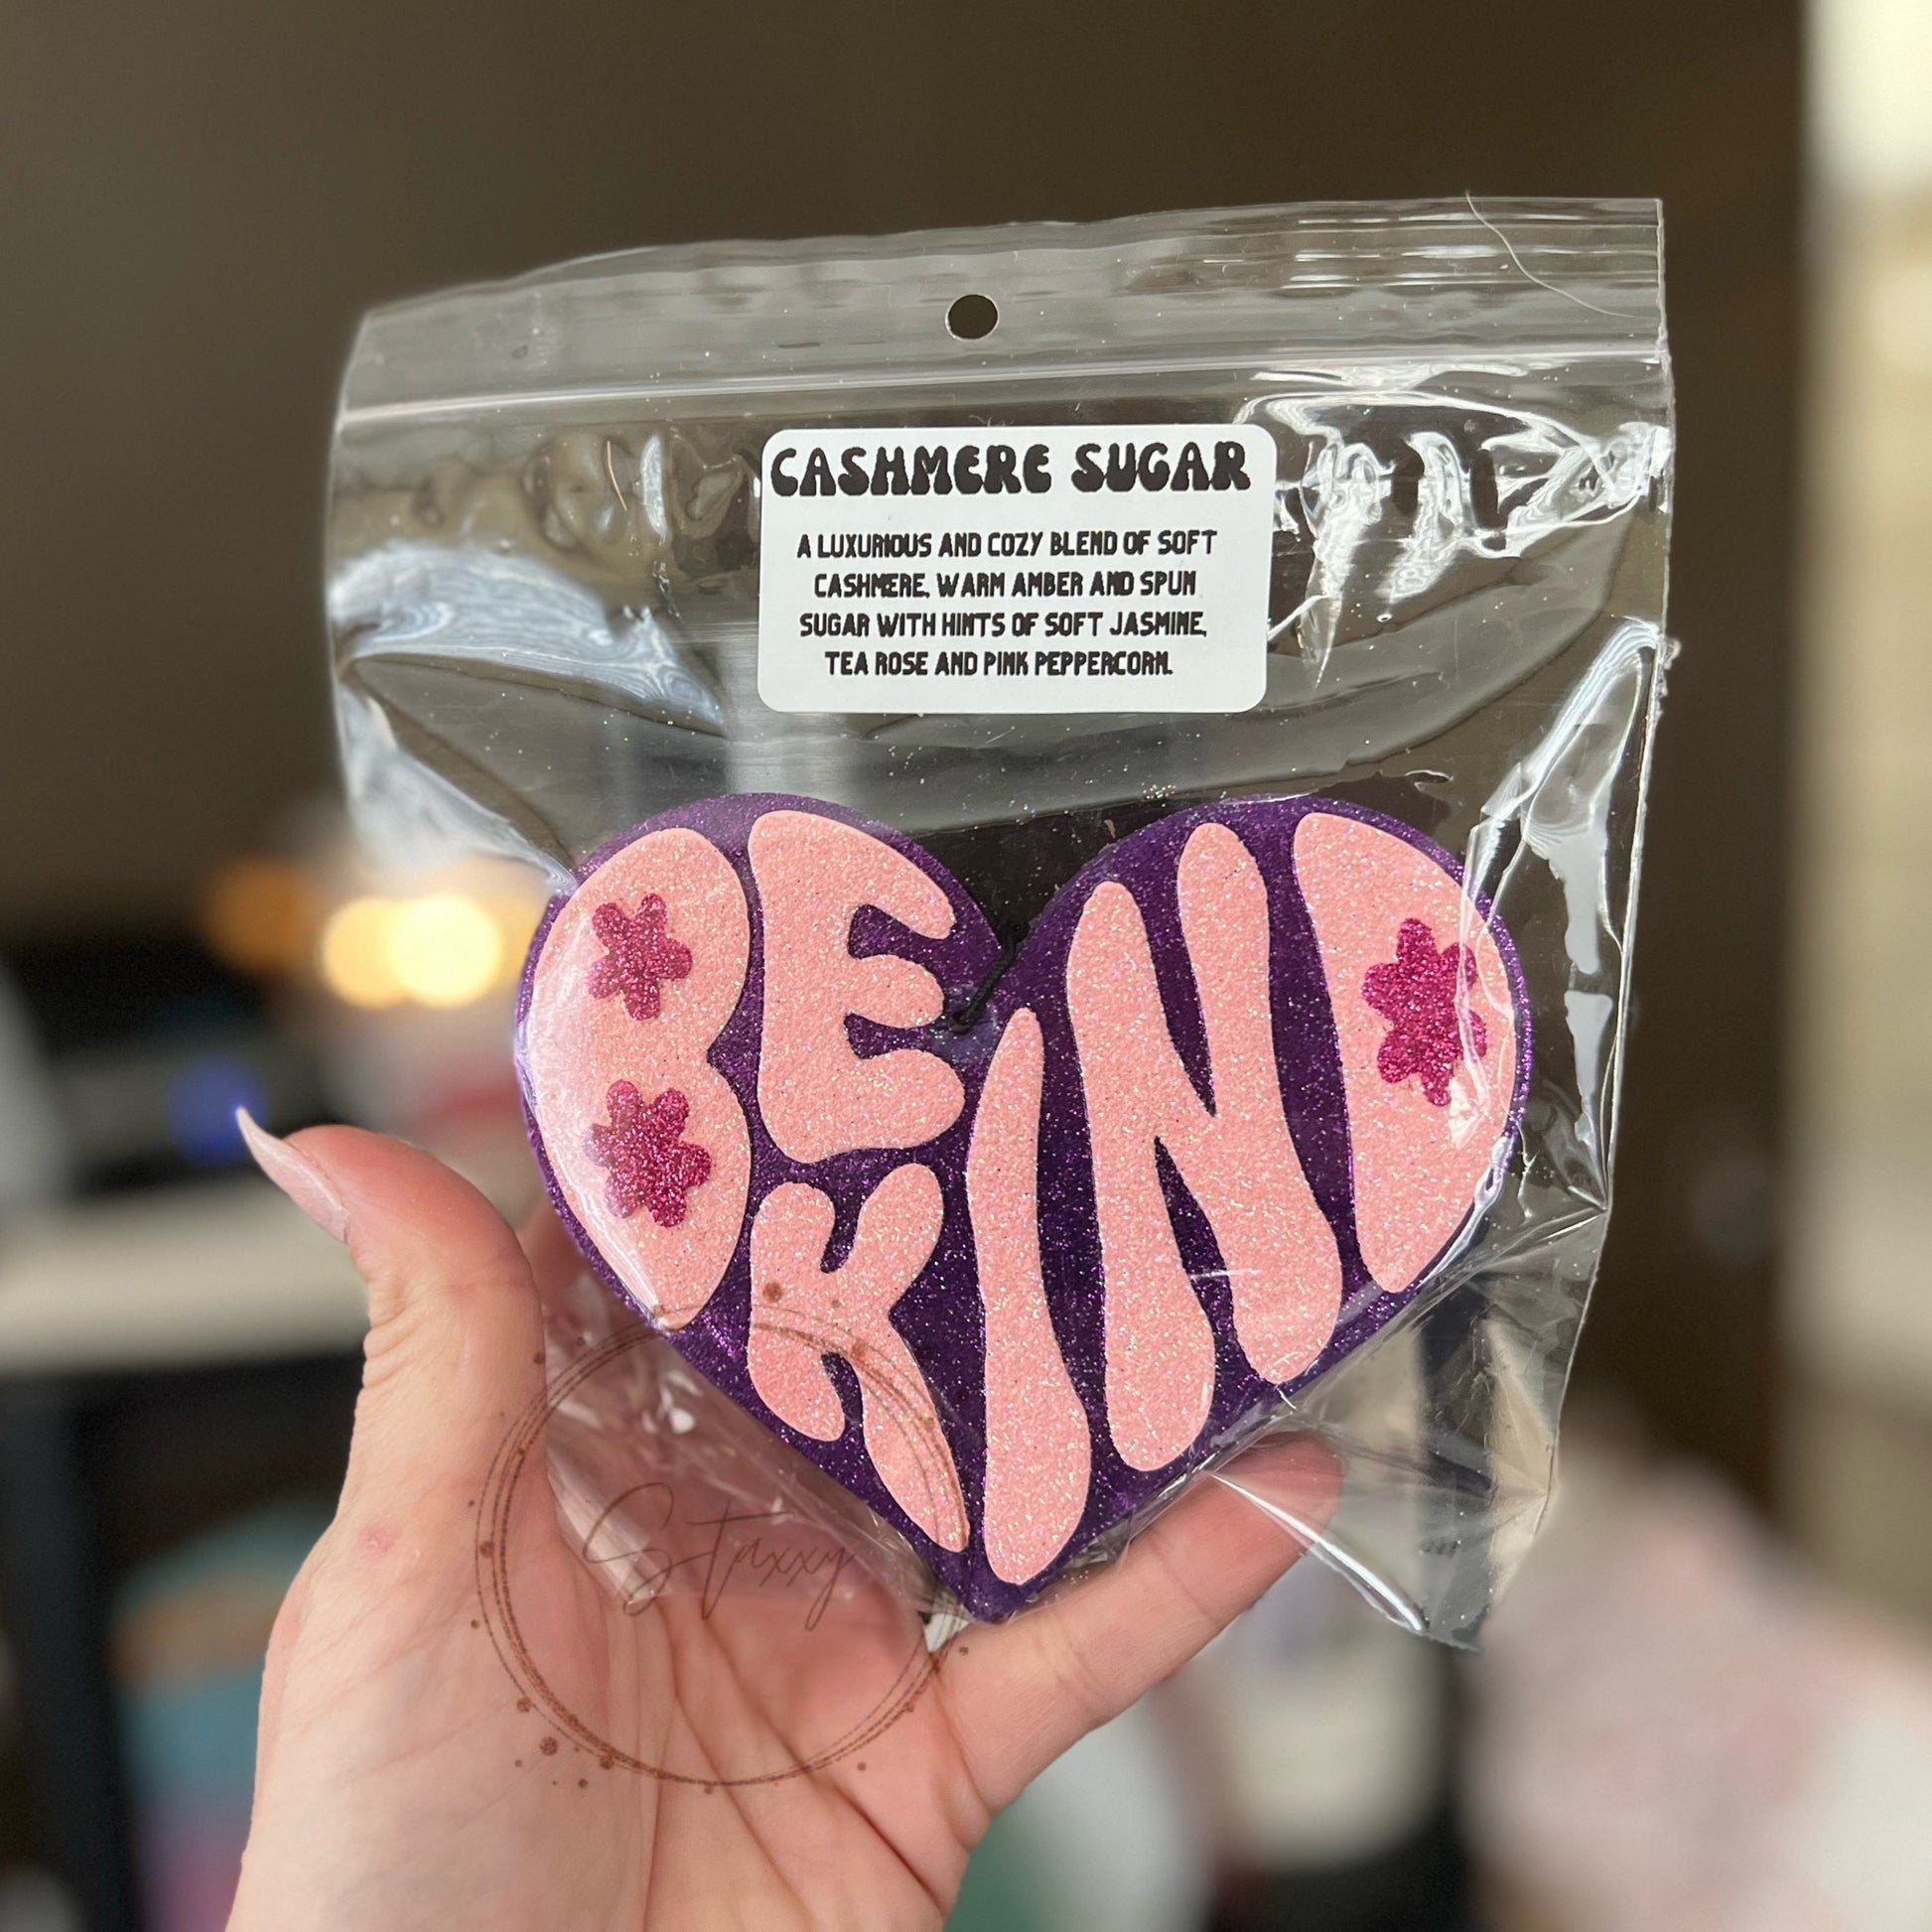 CASHMERE SUGAR
A LUXURIOUS AND COZY BLEND OF SOFT
CASHMERE, WARM AMBER AND SPUN
SUGAR WITH HINTS OF SOFT JASMINE,
TEA ROSE AND PINK PEPPERCORN.
BE
KIND
Staxxy